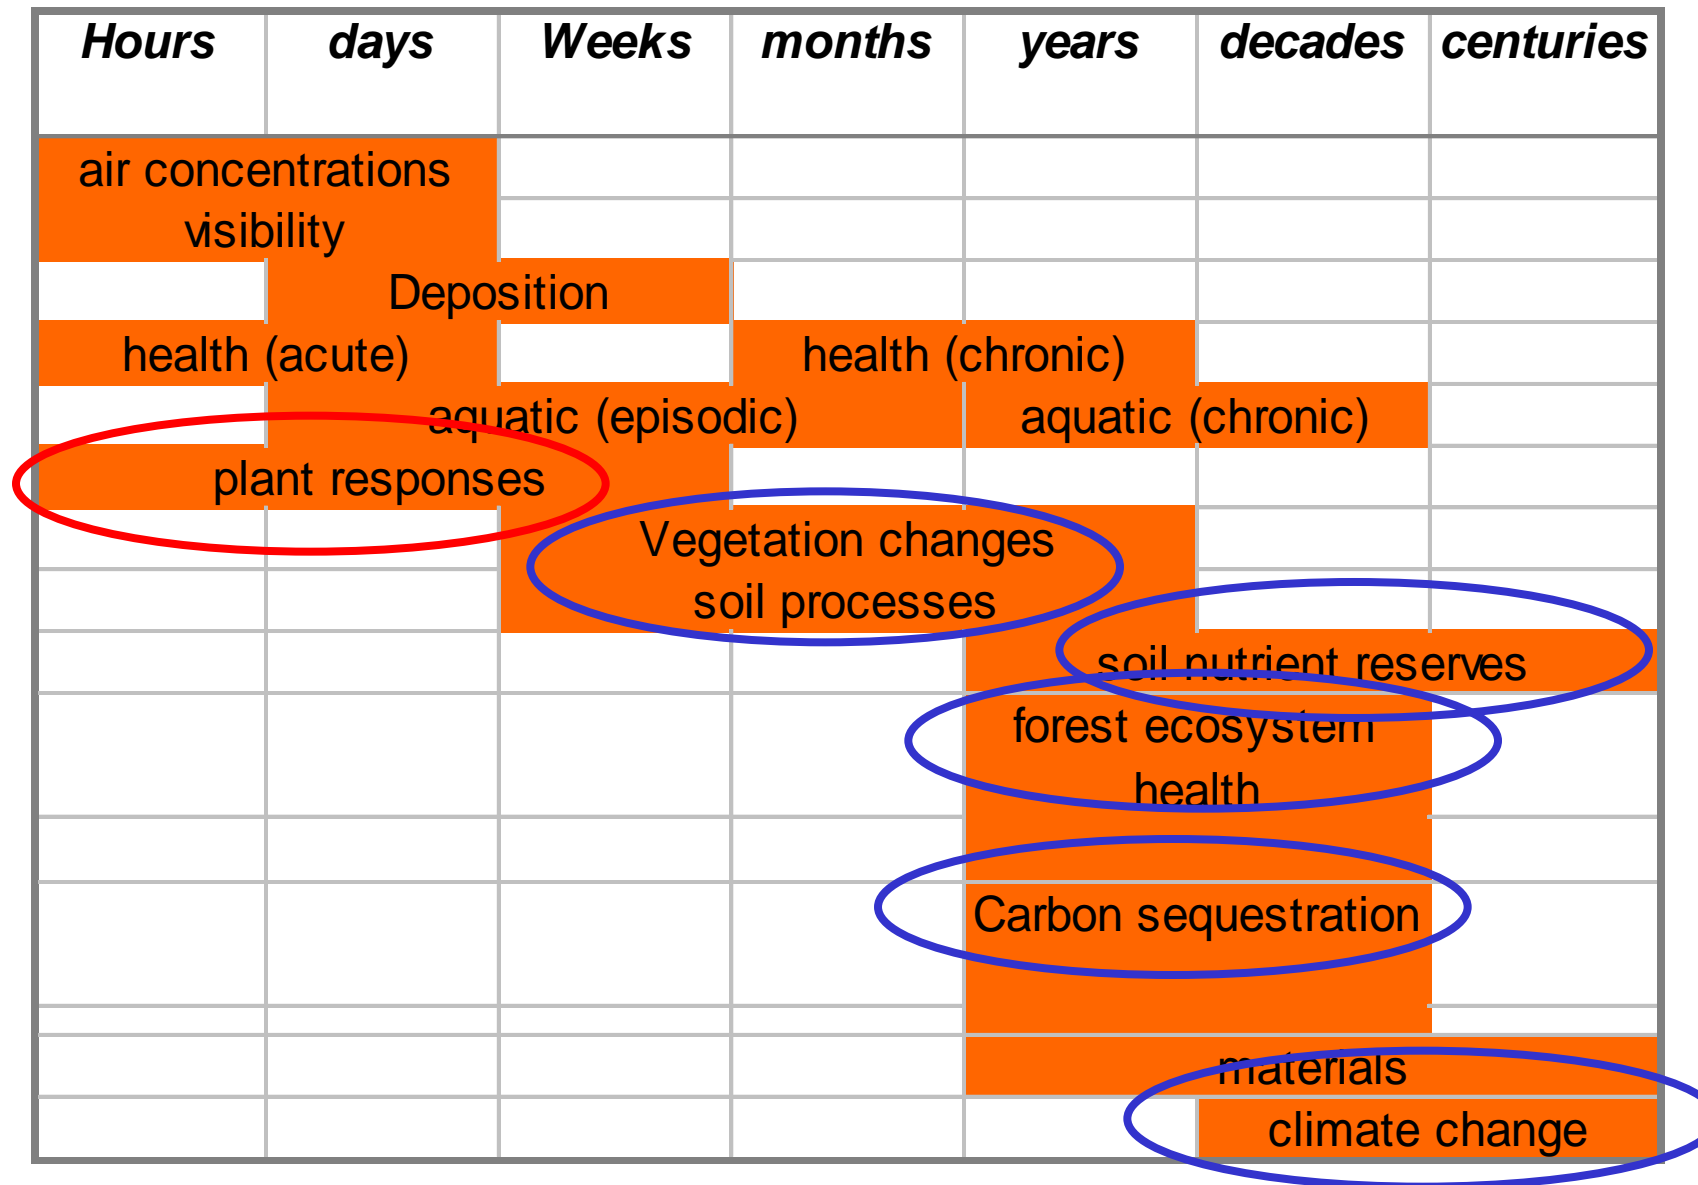 Hours days Weeks months years decades centuries
air concentrations
visibility
Deposition
health (acute) health (chronic)
aquatic (episodic) aquatic (chronic)
plant responses
Vegetation changes
soil processes
soil nutrient reserves
forest ecosystem
health
Carbon sequestration
materials
climate change